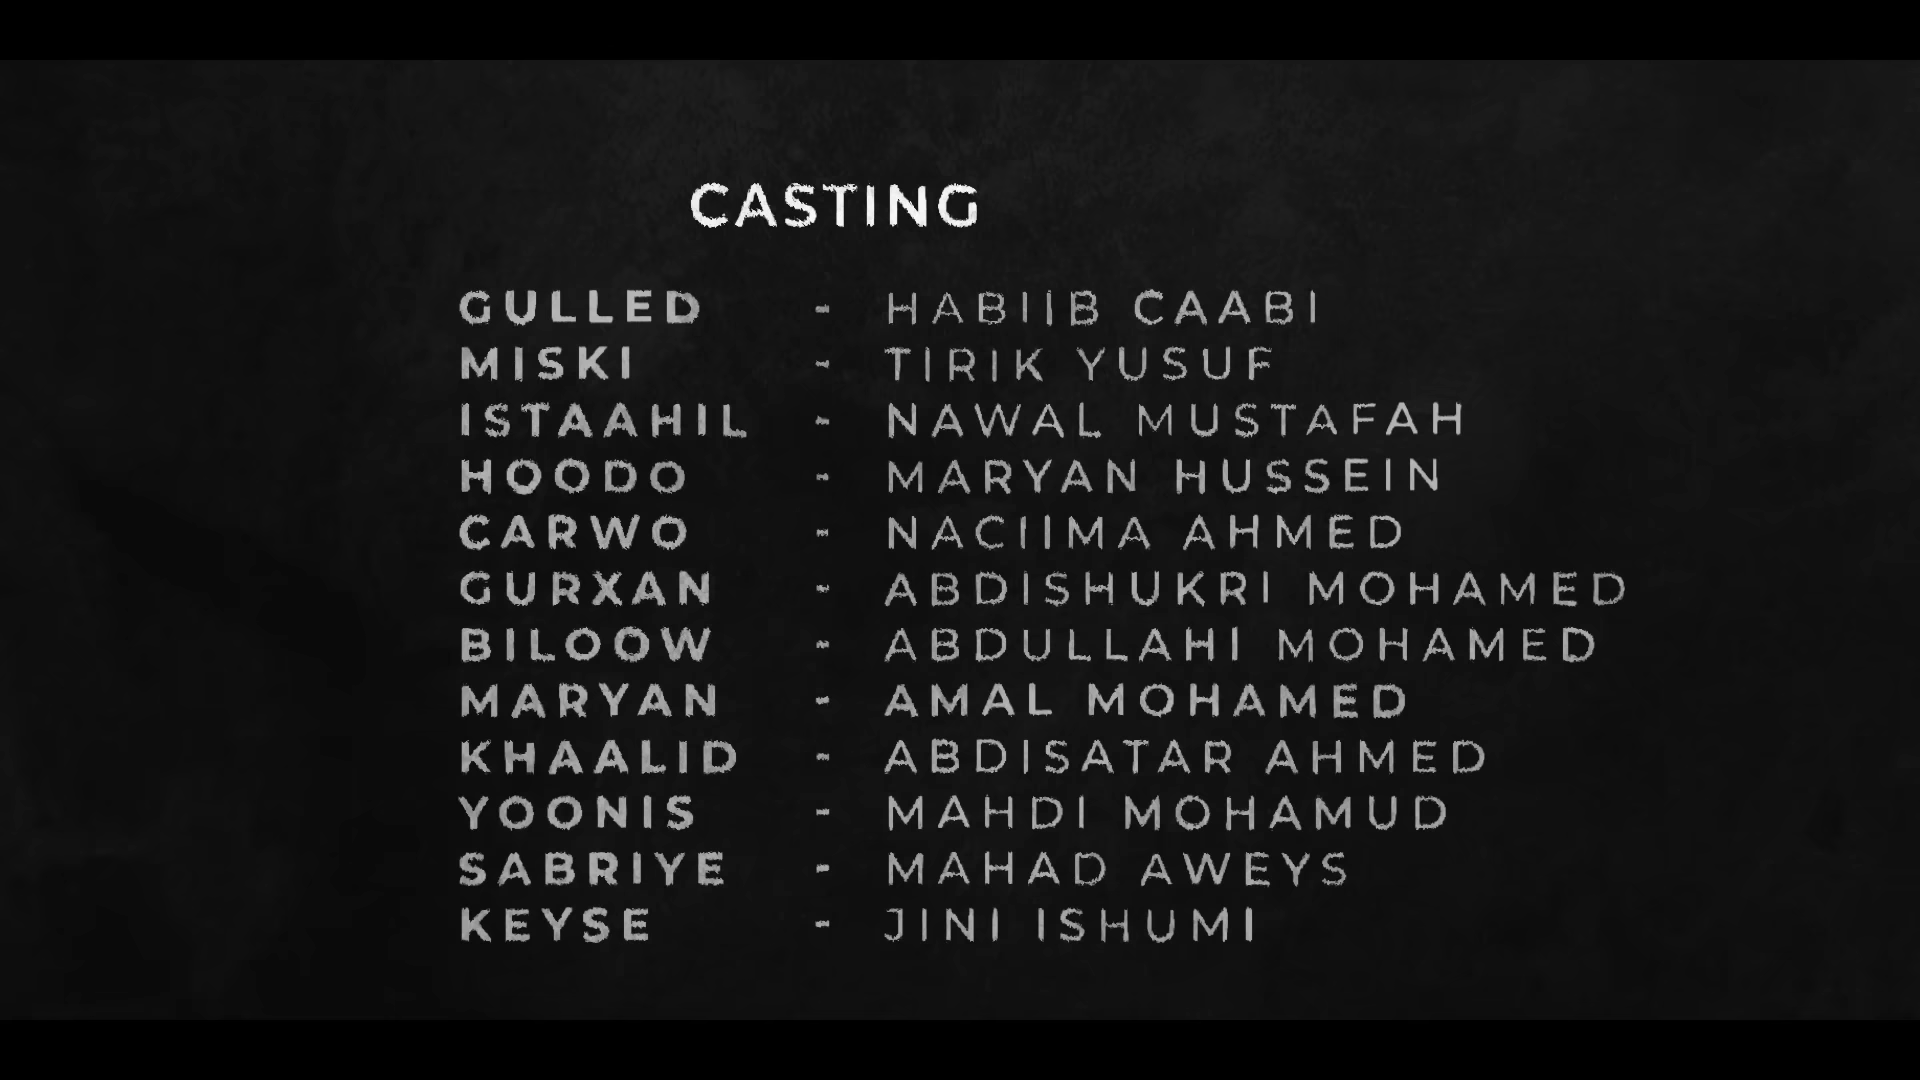 CASTING
GULLED - HABIIB CAABI
MISKI - TIRIK YUSUF
ISTAAHIL - NAWAL MUSTAFAH
HOODO - MARYAN HUSSEIN
CARWO - NACIIMA AHMED
GURXAN - ABDISHUKRI MOHAMED
BILOOW - ABDULLAHI MOHAMED
MARYAN - AMAL MOHAMED
KHAALID - ABDISATAR AHMED
YOONIS - MAHDI MOHAMUD
SABRIYE - MAHAD AWEYS
KEYSE - JINI ISHUMI